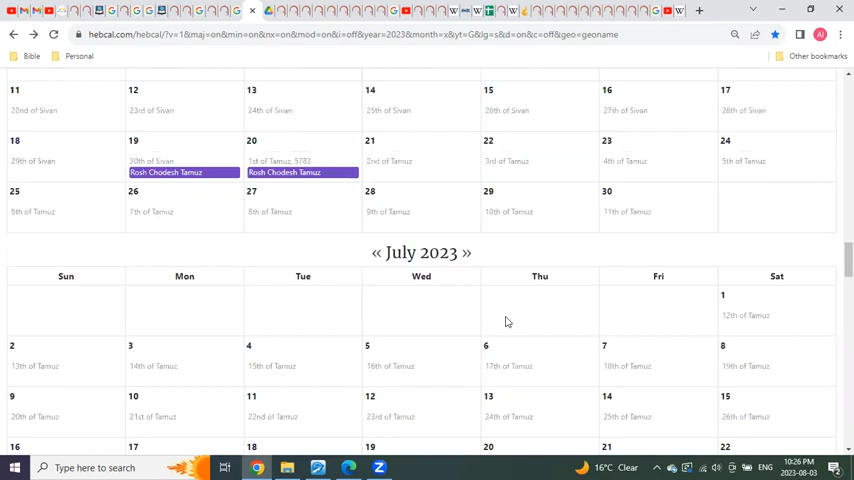 hebcal.com/hebcal/?v=1&maj=on&min=on&nx=on&mod=on&i=off&year=2023&month=x&yt=G&lg=s&d=on&c=off&geo=geoname
Bible Personal Other bookmarks
11 12 13 14 15 16 17
22nd of Sivan 23rd of Sivan 24th of Sivan 25th of Sivan 26th of Sivan 27th of Sivan 28th of Sivan
18 19 20 21 22 23 24
29th of Sivan 30th of Sivan 1st of Tamuz, 5783 2nd of Tamuz 3rd of Tamuz 4th of Tamuz 5th of Tamuz
Rosh Chodesh Tamuz Rosh Chodesh Tamuz
25 26 27 28 29 30
6th of Tamuz 7th of Tamuz 8th of Tamuz 9th of Tamuz 10th of Tamuz 11th of Tamuz
« July 2023 »
Sun Mon Tue Wed Thu Fri Sat
1
12th of Tamuz
2 3 4 5 6 7 8
13th of Tamuz 14th of Tamuz 15th of Tamuz 16th of Tamuz 17th of Tamuz 18th of Tamuz 19th of Tamuz
9 10 11 12 13 14 15
20th of Tamuz 21st of Tamuz 22nd of Tamuz 23rd of Tamuz 24th of Tamuz 25th of Tamuz 26th of Tamuz
16 17 18 19 20 21 22
Type here to search 16°C Clear ENG 10:26 PM
2023-08-03 2